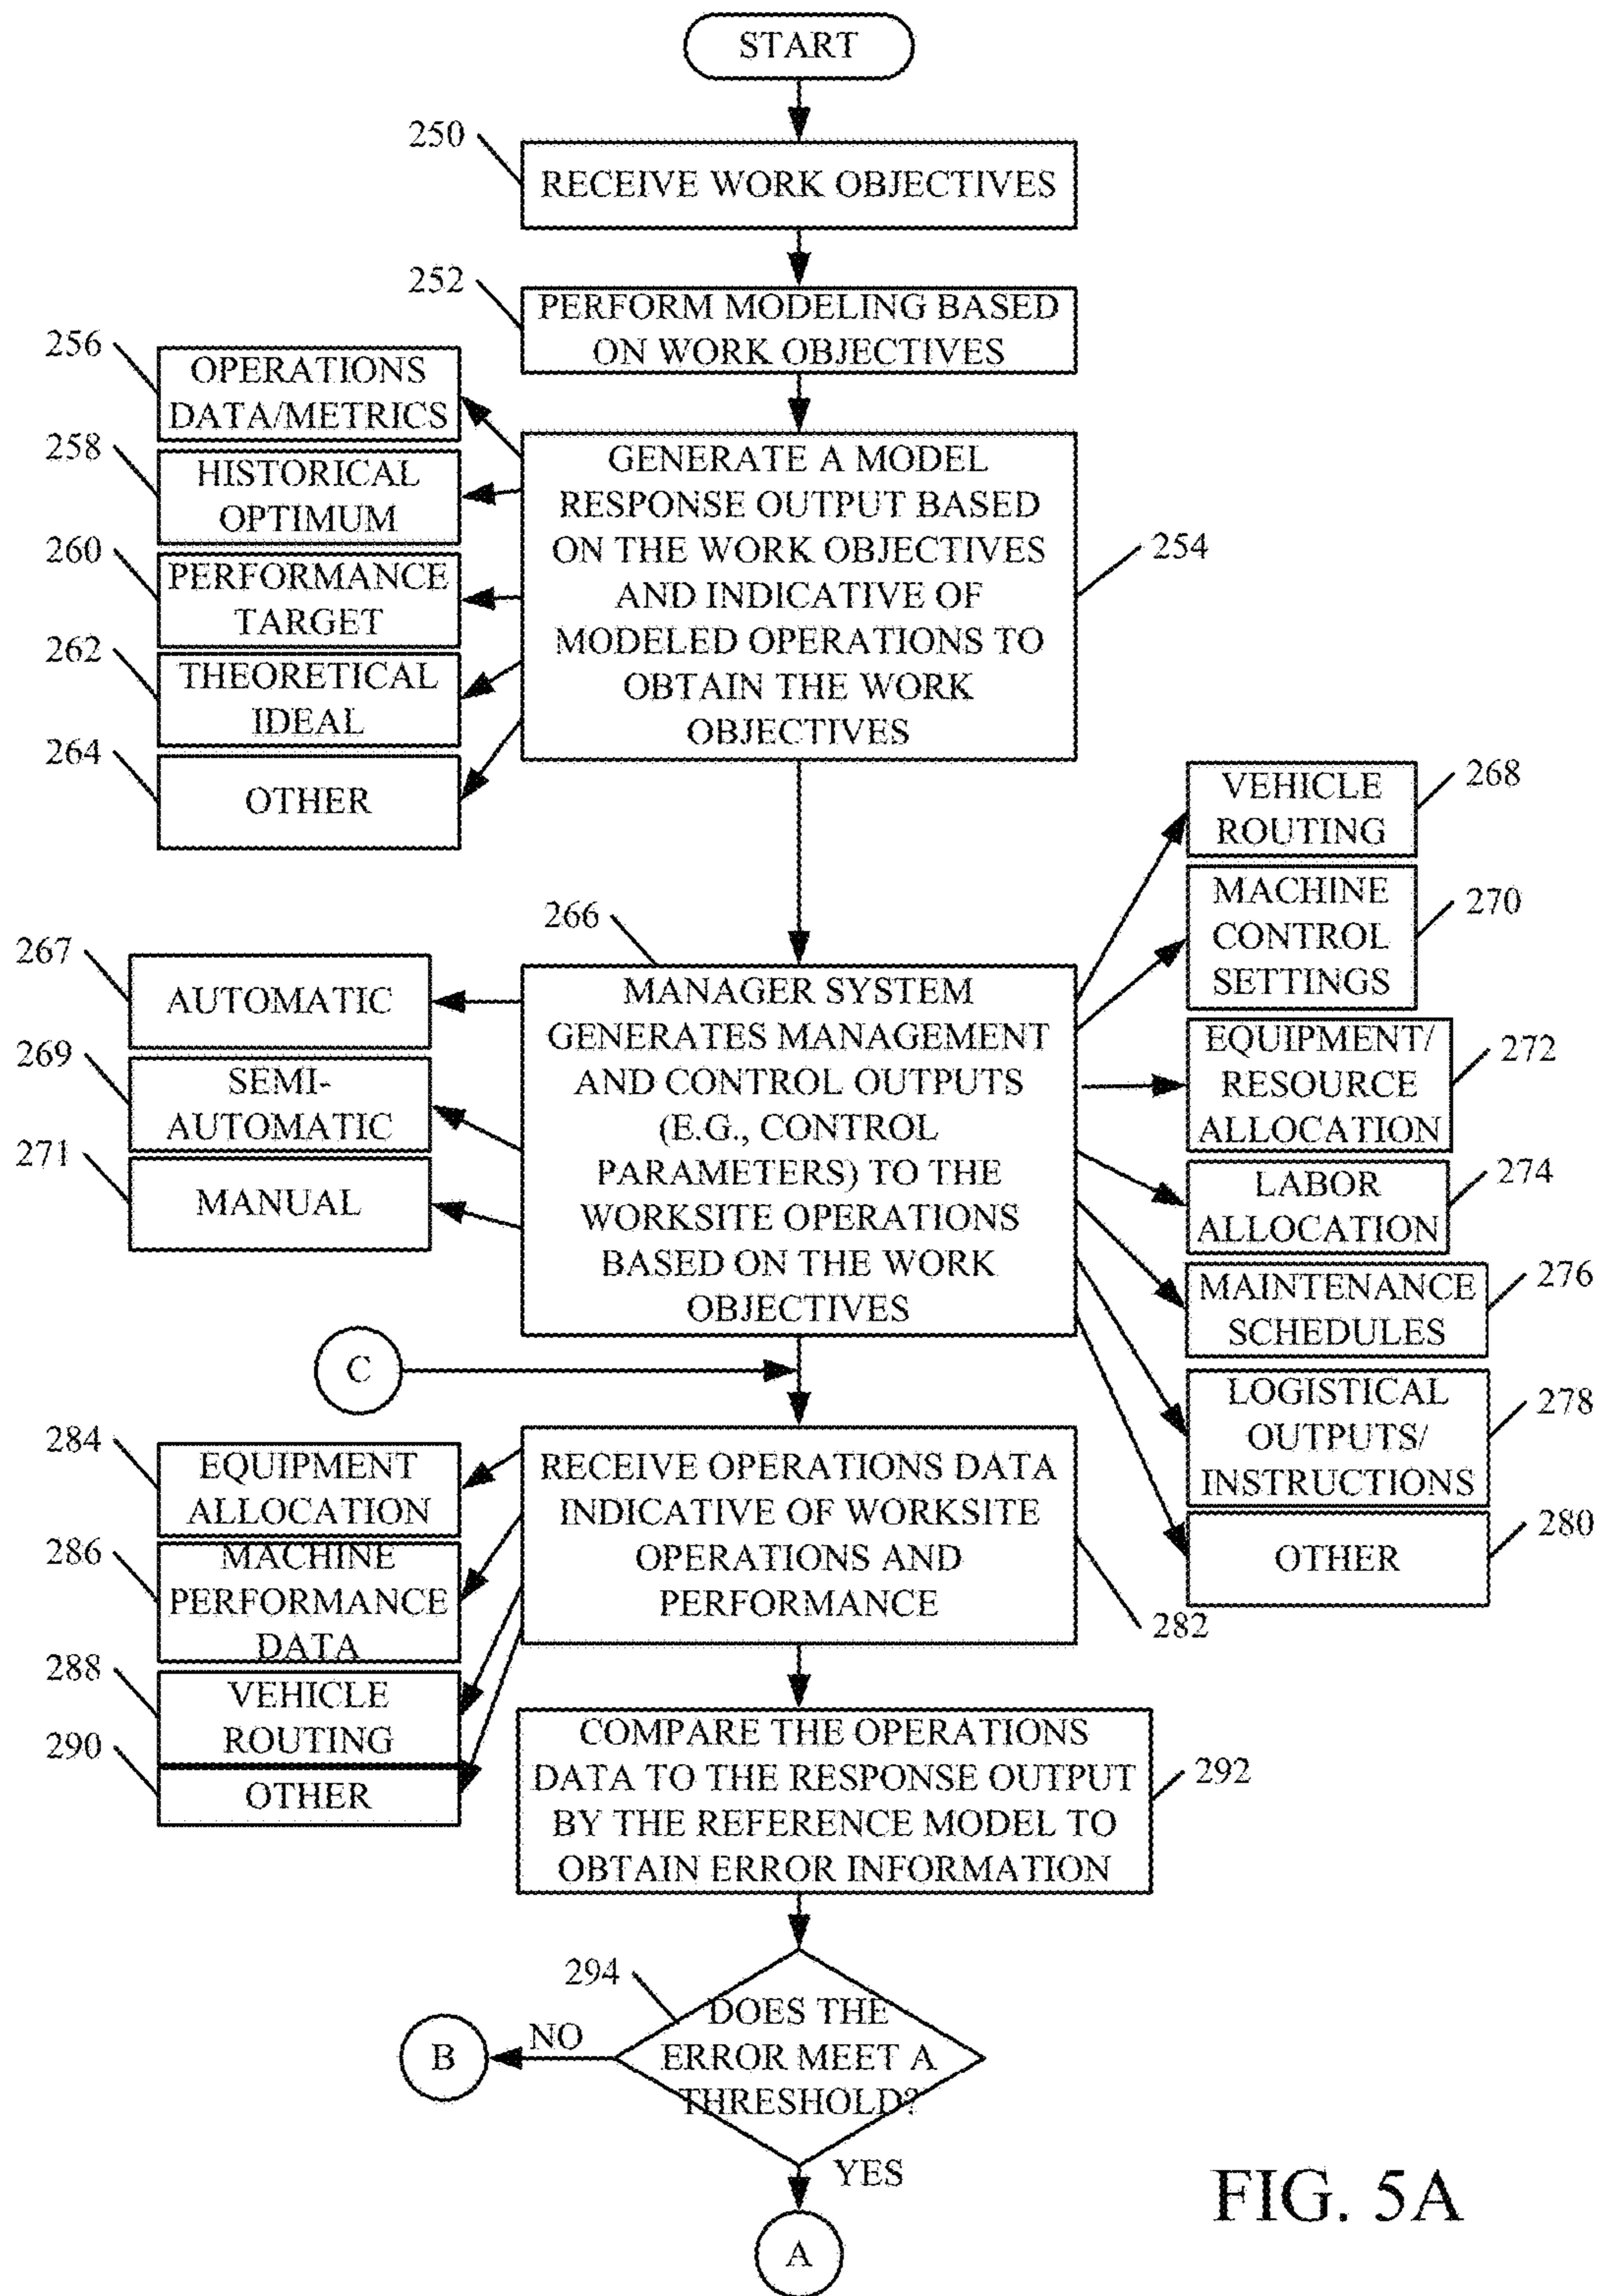 START
250
RECEIVE WORK OBJECTIVES
252
PERFORM MODELING BASED
ON WORK OBJECTIVES
256
OPERATIONS
DATA/METRICS
258
HISTORICAL
OPTIMUM
260
PERFORMANCE
TARGET
262
THEORETICAL
IDEAL
264
OTHER
GENERATE A MODEL
RESPONSE OUTPUT BASED
ON THE WORK OBJECTIVES
AND INDICATIVE OF
MODELED OPERATIONS TO
OBTAIN THE WORK
OBJECTIVES
254
266
267
AUTOMATIC
269
SEMI-
AUTOMATIC
271
MANUAL
MANAGER SYSTEM
GENERATES MANAGEMENT
AND CONTROL OUTPUTS
(E.G., CONTROL
PARAMETERS) TO THE
WORKSITE OPERATIONS
BASED ON THE WORK
OBJECTIVES
VEHICLE
ROUTING
268
MACHINE
CONTROL
SETTINGS
270
EQUIPMENT/
RESOURCE
ALLOCATION
272
LABOR
ALLOCATION
274
MAINTENANCE
SCHEDULES
276
LOGISTICAL
OUTPUTS/
INSTRUCTIONS
278
OTHER
280
C
284
EQUIPMENT
ALLOCATION
286
MACHINE
PERFORMANCE
DATA
288
VEHICLE
ROUTING
290
OTHER
RECEIVE OPERATIONS DATA
INDICATIVE OF WORKSITE
OPERATIONS AND
PERFORMANCE
282
COMPARE THE OPERATIONS
DATA TO THE RESPONSE OUTPUT
BY THE REFERENCE MODEL TO
OBTAIN ERROR INFORMATION
292
294
DOES THE
ERROR MEET A
THRESHOLD?
NO
B
YES
A
FIG. 5A